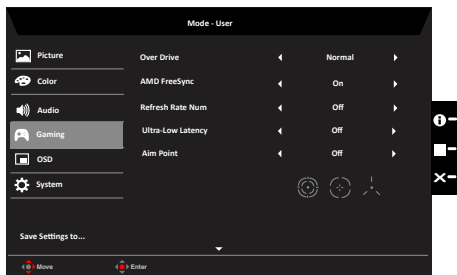 Mode - User
Picture
Color
Audio
Gaming
OSD
System
Over Drive Normal
AMD FreeSync On
Refresh Rate Num Off
Ultra-Low Latency Off
Aim Point Off
Save Settings to...
Move Enter